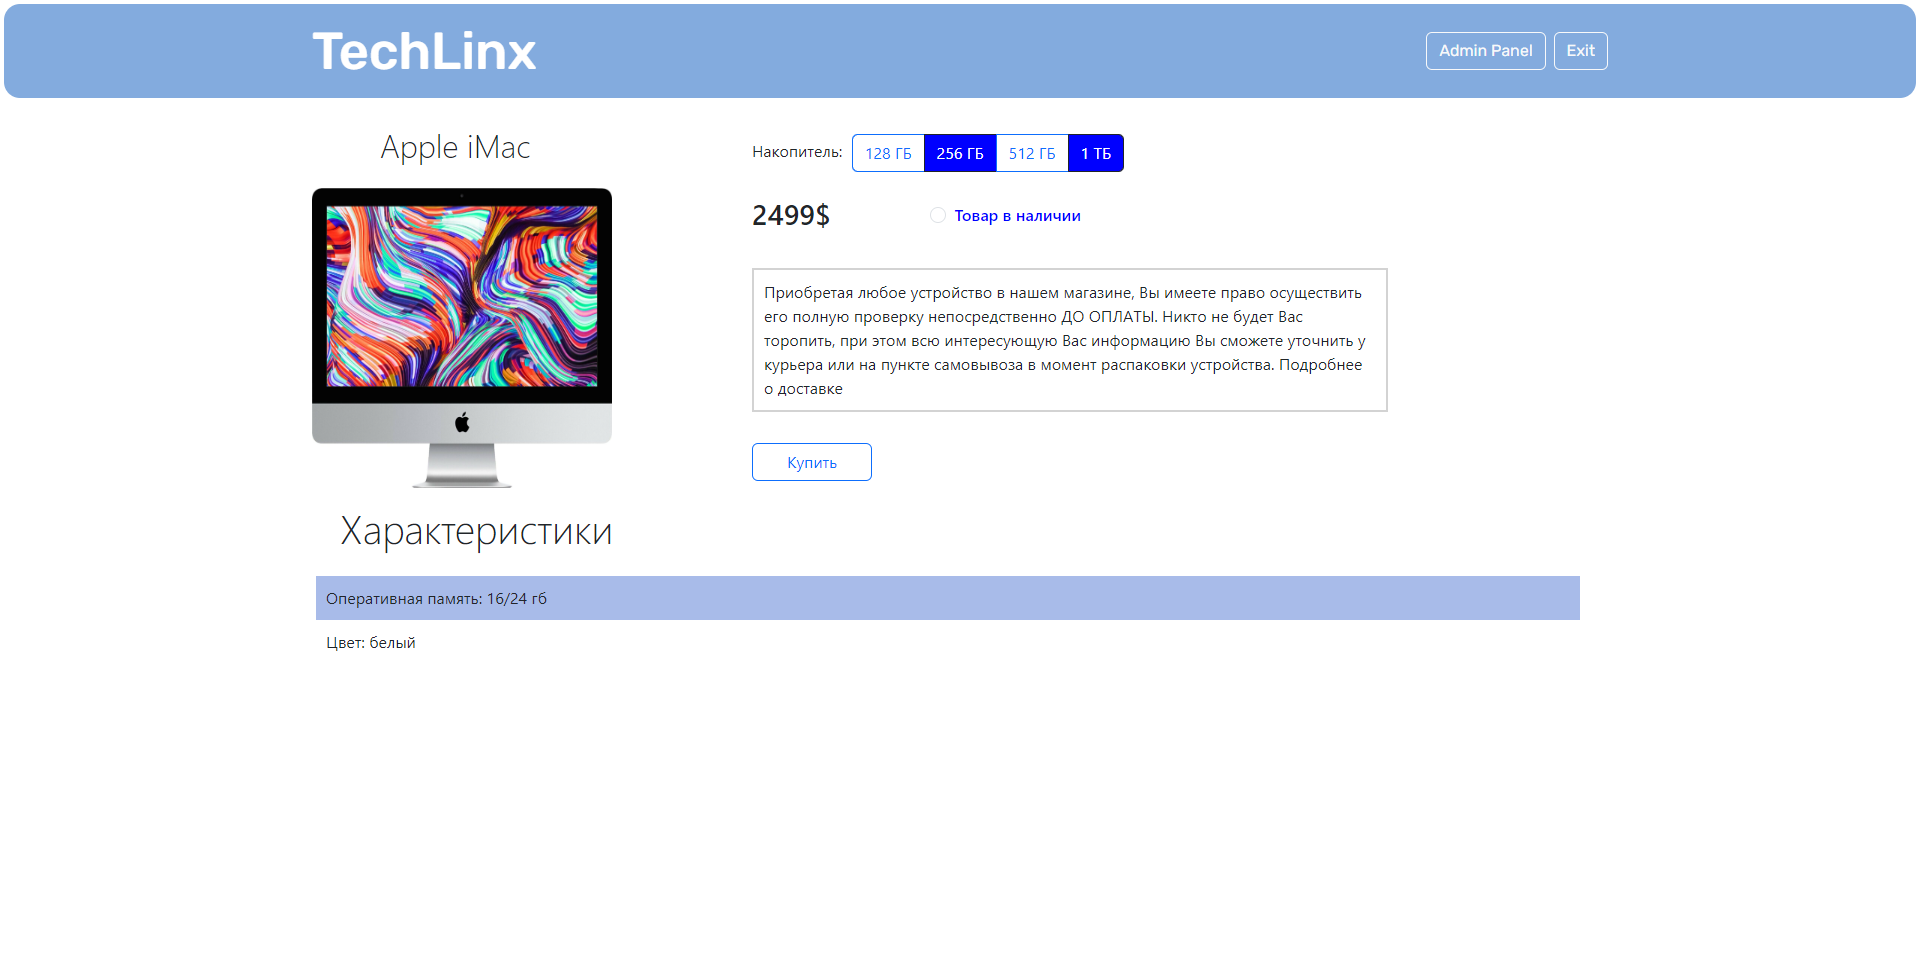 TechLinx
Admin Panel
Exit
Apple iMac
Накопитель:
128 ГБ
256 ГБ
512 ГБ
1 ТБ
2499$
Товар в наличии
Приобретая любое устройство в нашем магазине, Вы имеете право осуществить
его полную проверку непосредственно ДО ОПЛАТЫ. Никто не будет Вас
торопить, при этом всю интересующую Вас информацию Вы сможете уточнить у
курьера или на пункте самовывоза в момент распаковки устройства. Подробнее
о доставке
Купить
Характеристики
Оперативная память: 16/24 гб
Цвет: белый